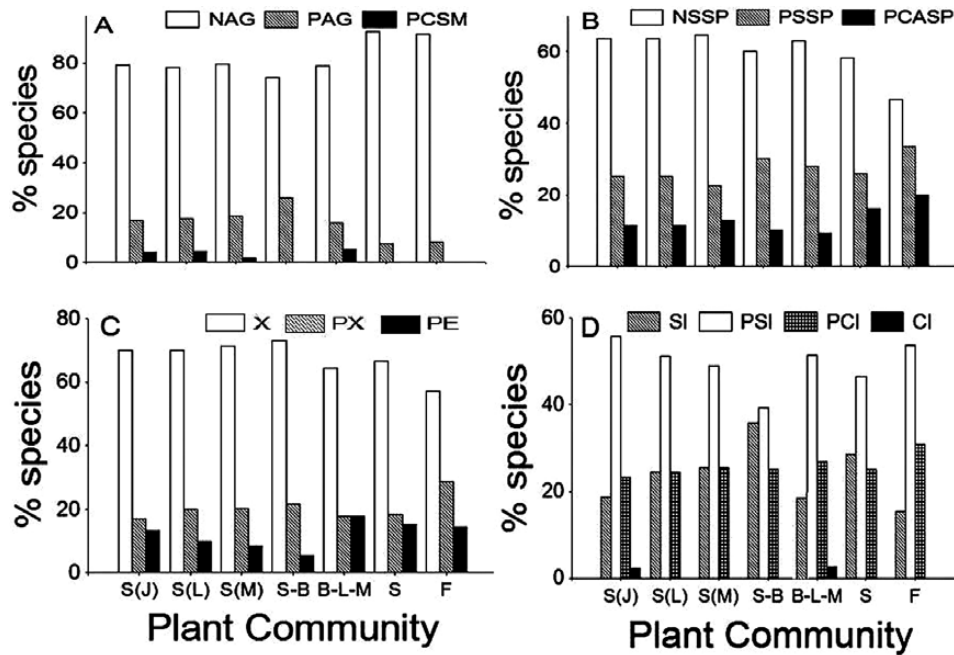 A NAG PAG PCSM
% species
80
60
40
20
0
B NSSP PSSP PCASP
% species
60
40
20
0
C X PX PE
% species
80
60
40
20
0
S(J) S(L) S(M) S-B B-L-M S F
Plant Community
D SI PSI PCI CI
% species
60
40
20
0
S(J) S(L) S(M) S-B B-L-M S F
Plant Community